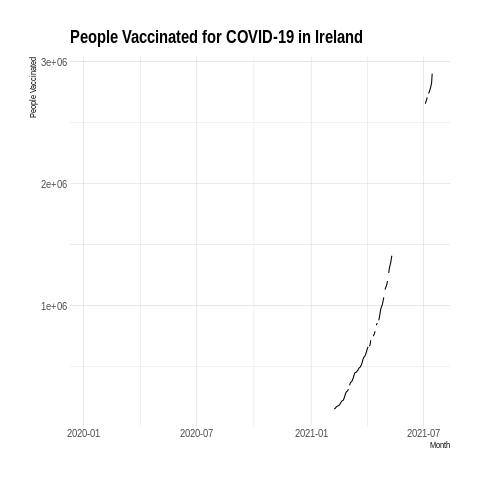 People Vaccinated for COVID-19 in Ireland
People Vaccinated
3e+06
2e+06
1e+06
2020-01
2020-07
2021-01
2021-07
Month